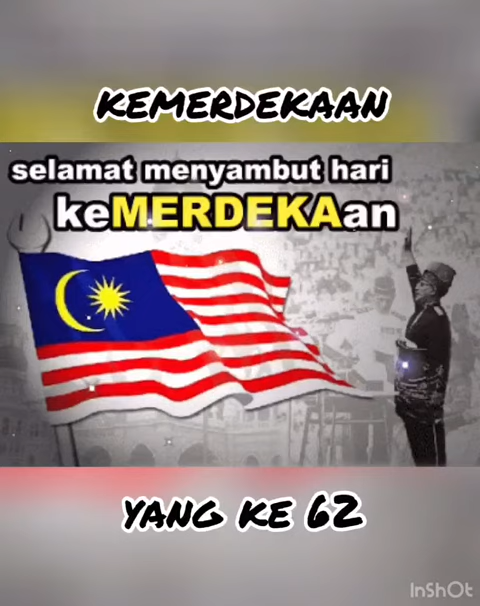 KEMERDEKAAN
selamat menyambut hari
keMERDEKAan
YANG KE 62
InShOt